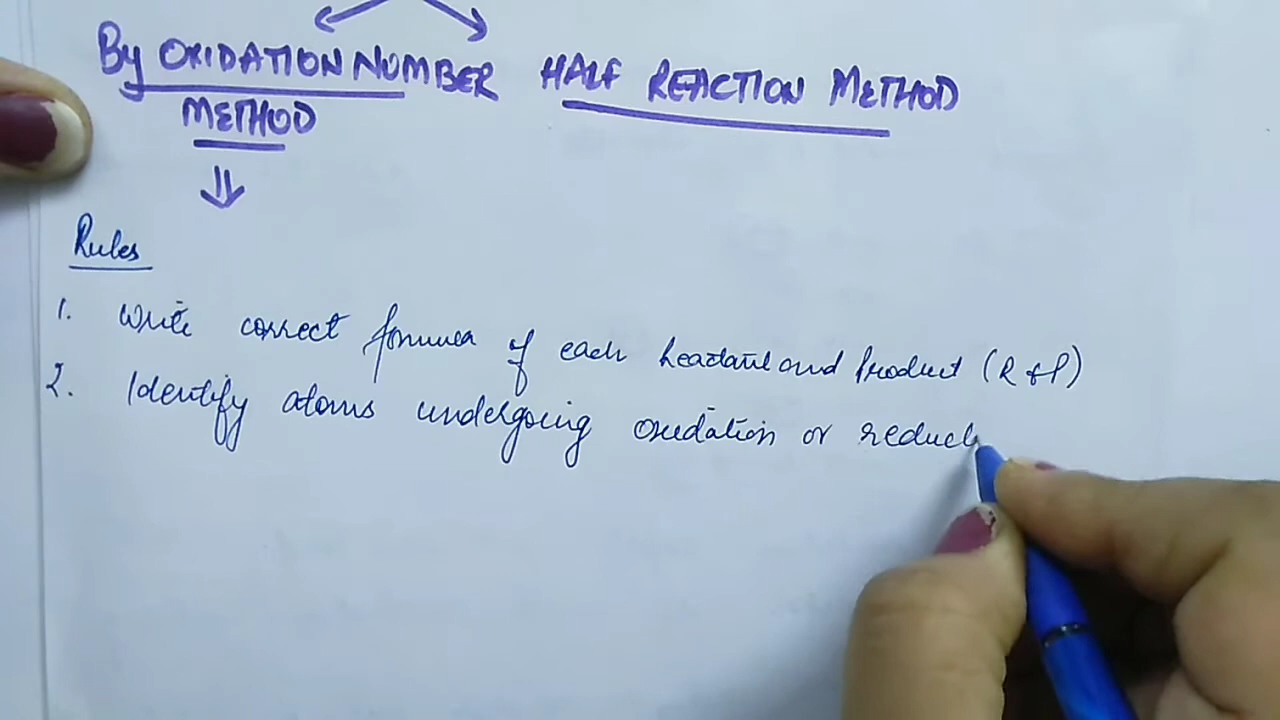 By OXIDATION NUMBER
METHOD
HALF REACTION METHOD
Rules
1. Write correct formula of each Reactant and Product (R & P)
2. Identify atoms undergoing oxidation or reduct